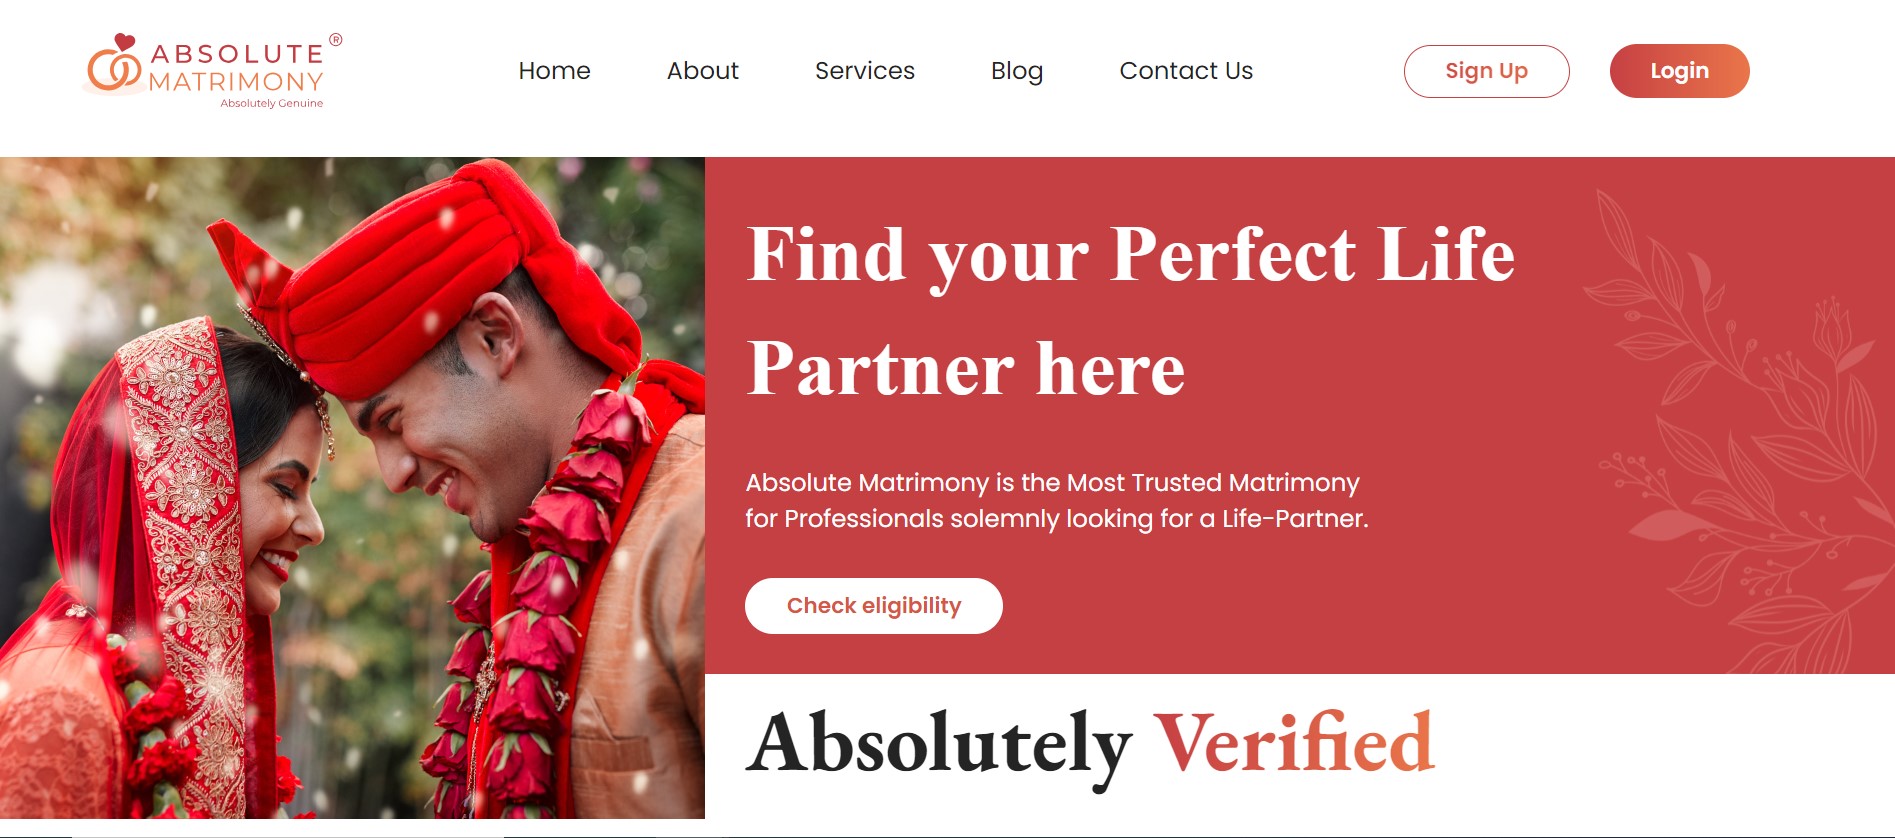 ABSOLUTE ®
MATRIMONY
Absolutely Genuine
Home About Services Blog Contact Us Sign Up Login
Find your Perfect Life
Partner here
Absolute Matrimony is the Most Trusted Matrimony
for Professionals solemnly looking for a Life-Partner.
Check eligibility
Absolutely Verified